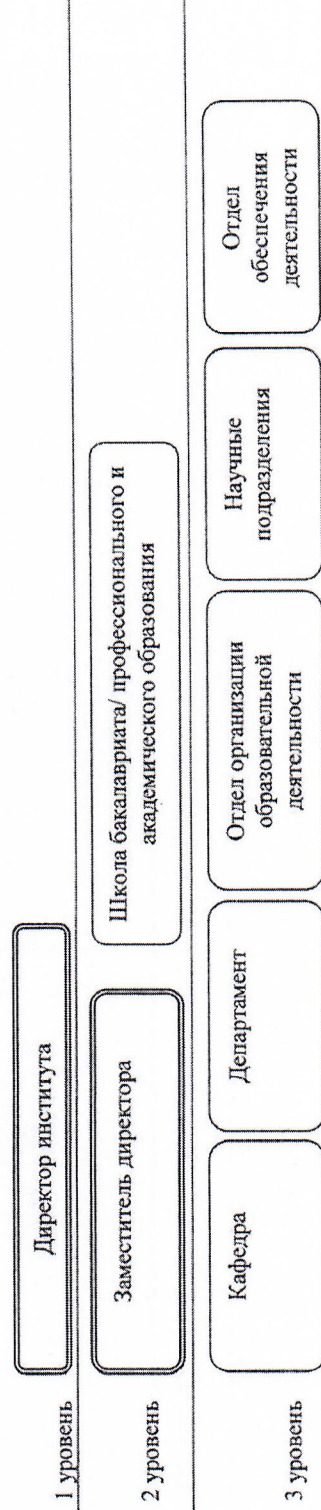 1 уровень
Директор института
2 уровень
Заместитель директора
Школа бакалавриата/ профессионального и
академического образования
3 уровень
Кафедра
Департамент
Отдел организации
образовательной
деятельности
Научные
подразделения
Отдел
обеспечения
деятельности